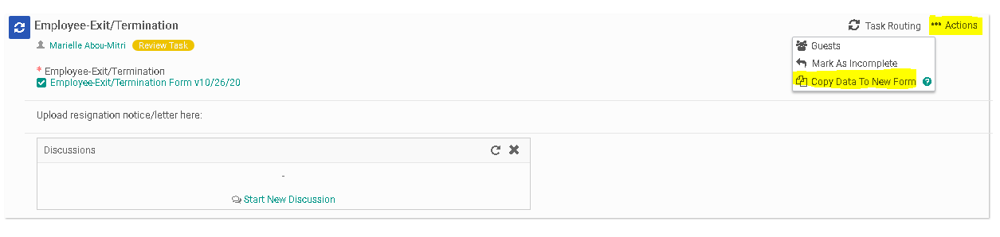 Employee-Exit/Termination
Task Routing
••• Actions
Marielle Abou-Mitri
Review Task
Guests
Mark As Incomplete
Copy Data To New Form
?
* Employee-Exit/Termination
Employee-Exit/Termination Form v10/26/20
Upload resignation notice/letter here:
Discussions
-
Start New Discussion